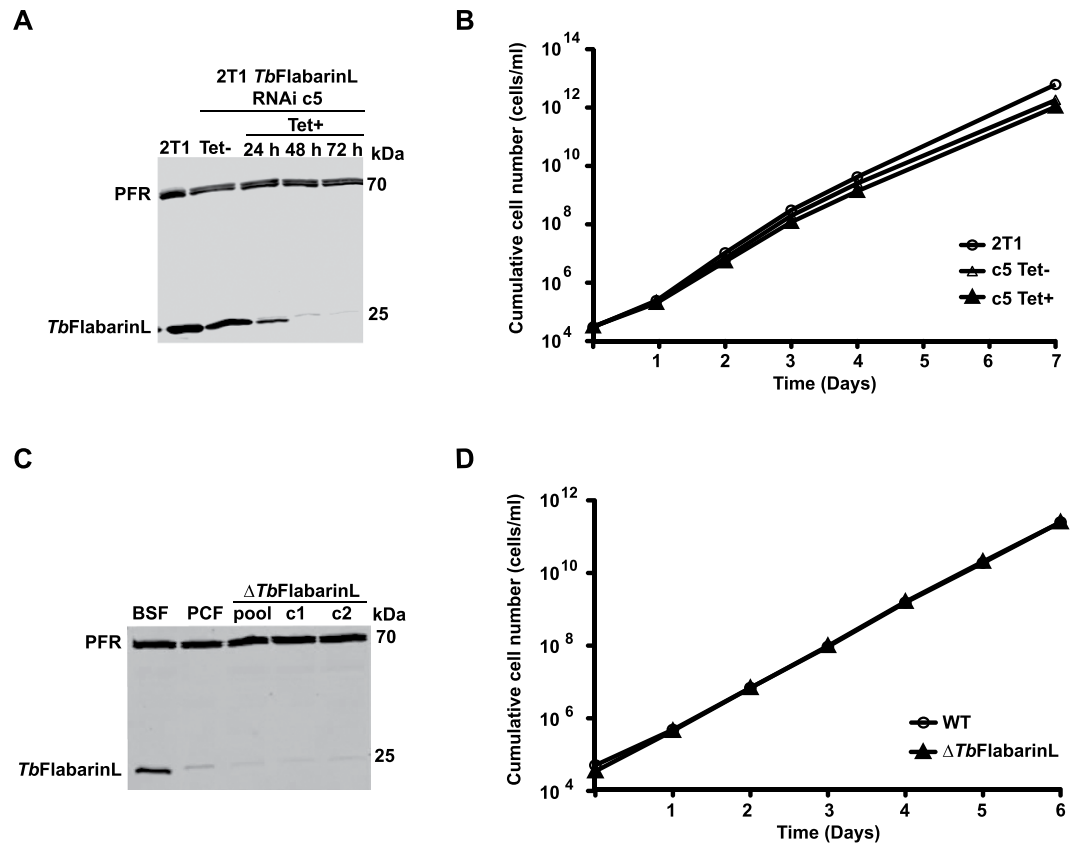 A
2T1 TbFlabarinL
RNAi c5
Tet+
2T1 Tet- 24 h 48 h 72 h kDa
PFR
70
TbFlabarinL
25
B
Cumulative cell number (cells/ml)
10^14
10^12
10^10
10^8
10^6
10^4
2T1
c5 Tet-
c5 Tet+
0 1 2 3 4 5 6 7
Time (Days)
C
ΔTbFlabarinL
BSF PCF pool c1 c2 kDa
PFR
70
TbFlabarinL
25
D
Cumulative cell number (cells/ml)
10^12
10^10
10^8
10^6
10^4
WT
ΔTbFlabarinL
1 2 3 4 5 6
Time (Days)